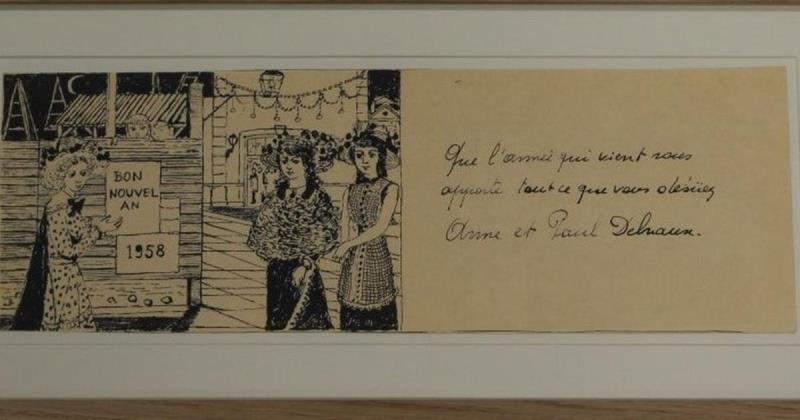 BON
NOUVEL
AN
1958
Que l'année qui vient vous
apporte tout ce que vous désirez
Anne et Paul Delvaux.